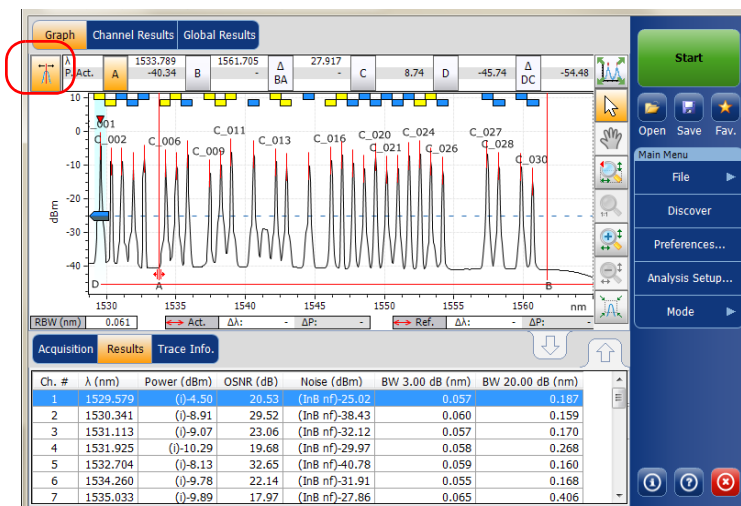 Graph Channel Results Global Results
λ 1533.789 1561.705 27.917
P. Act. A -40.34 B - Δ BA - C 8.74 D -45.74 Δ DC -54.48
10
0
-10
-20
-30
-40
dBm
C_001
C_002 C_006 C_009 C_011 C_013 C_016 C_020 C_021 C_024 C_026 C_027 C_028 C_030
D A B
1530 1535 1540 1545 1550 1555 1560 nm
RBW (nm) 0.061 Act. Δλ: - ΔP: - Ref. Δλ: - ΔP: -
Acquisition Results Trace Info.
Ch. # λ (nm) Power (dBm) OSNR (dB) Noise (dBm) BW 3.00 dB (nm) BW 20.00 dB (nm)
1 1529.579 (i)-4.50 20.53 (InB nf)-25.02 0.057 0.187
2 1530.341 (i)-8.91 29.52 (InB nf)-38.43 0.060 0.159
3 1531.113 (i)-9.07 23.06 (InB nf)-32.12 0.057 0.170
4 1531.925 (i)-10.29 19.68 (InB nf)-29.97 0.058 0.268
5 1532.704 (i)-8.13 32.65 (InB nf)-40.78 0.059 0.160
6 1534.260 (i)-9.78 22.14 (InB nf)-31.91 0.055 0.168
7 1535.033 (i)-9.89 17.97 (InB nf)-27.86 0.065 0.406
Start
Open Save Fav.
Main Menu
File
Discover
Preferences...
Analysis Setup...
Mode
1:1